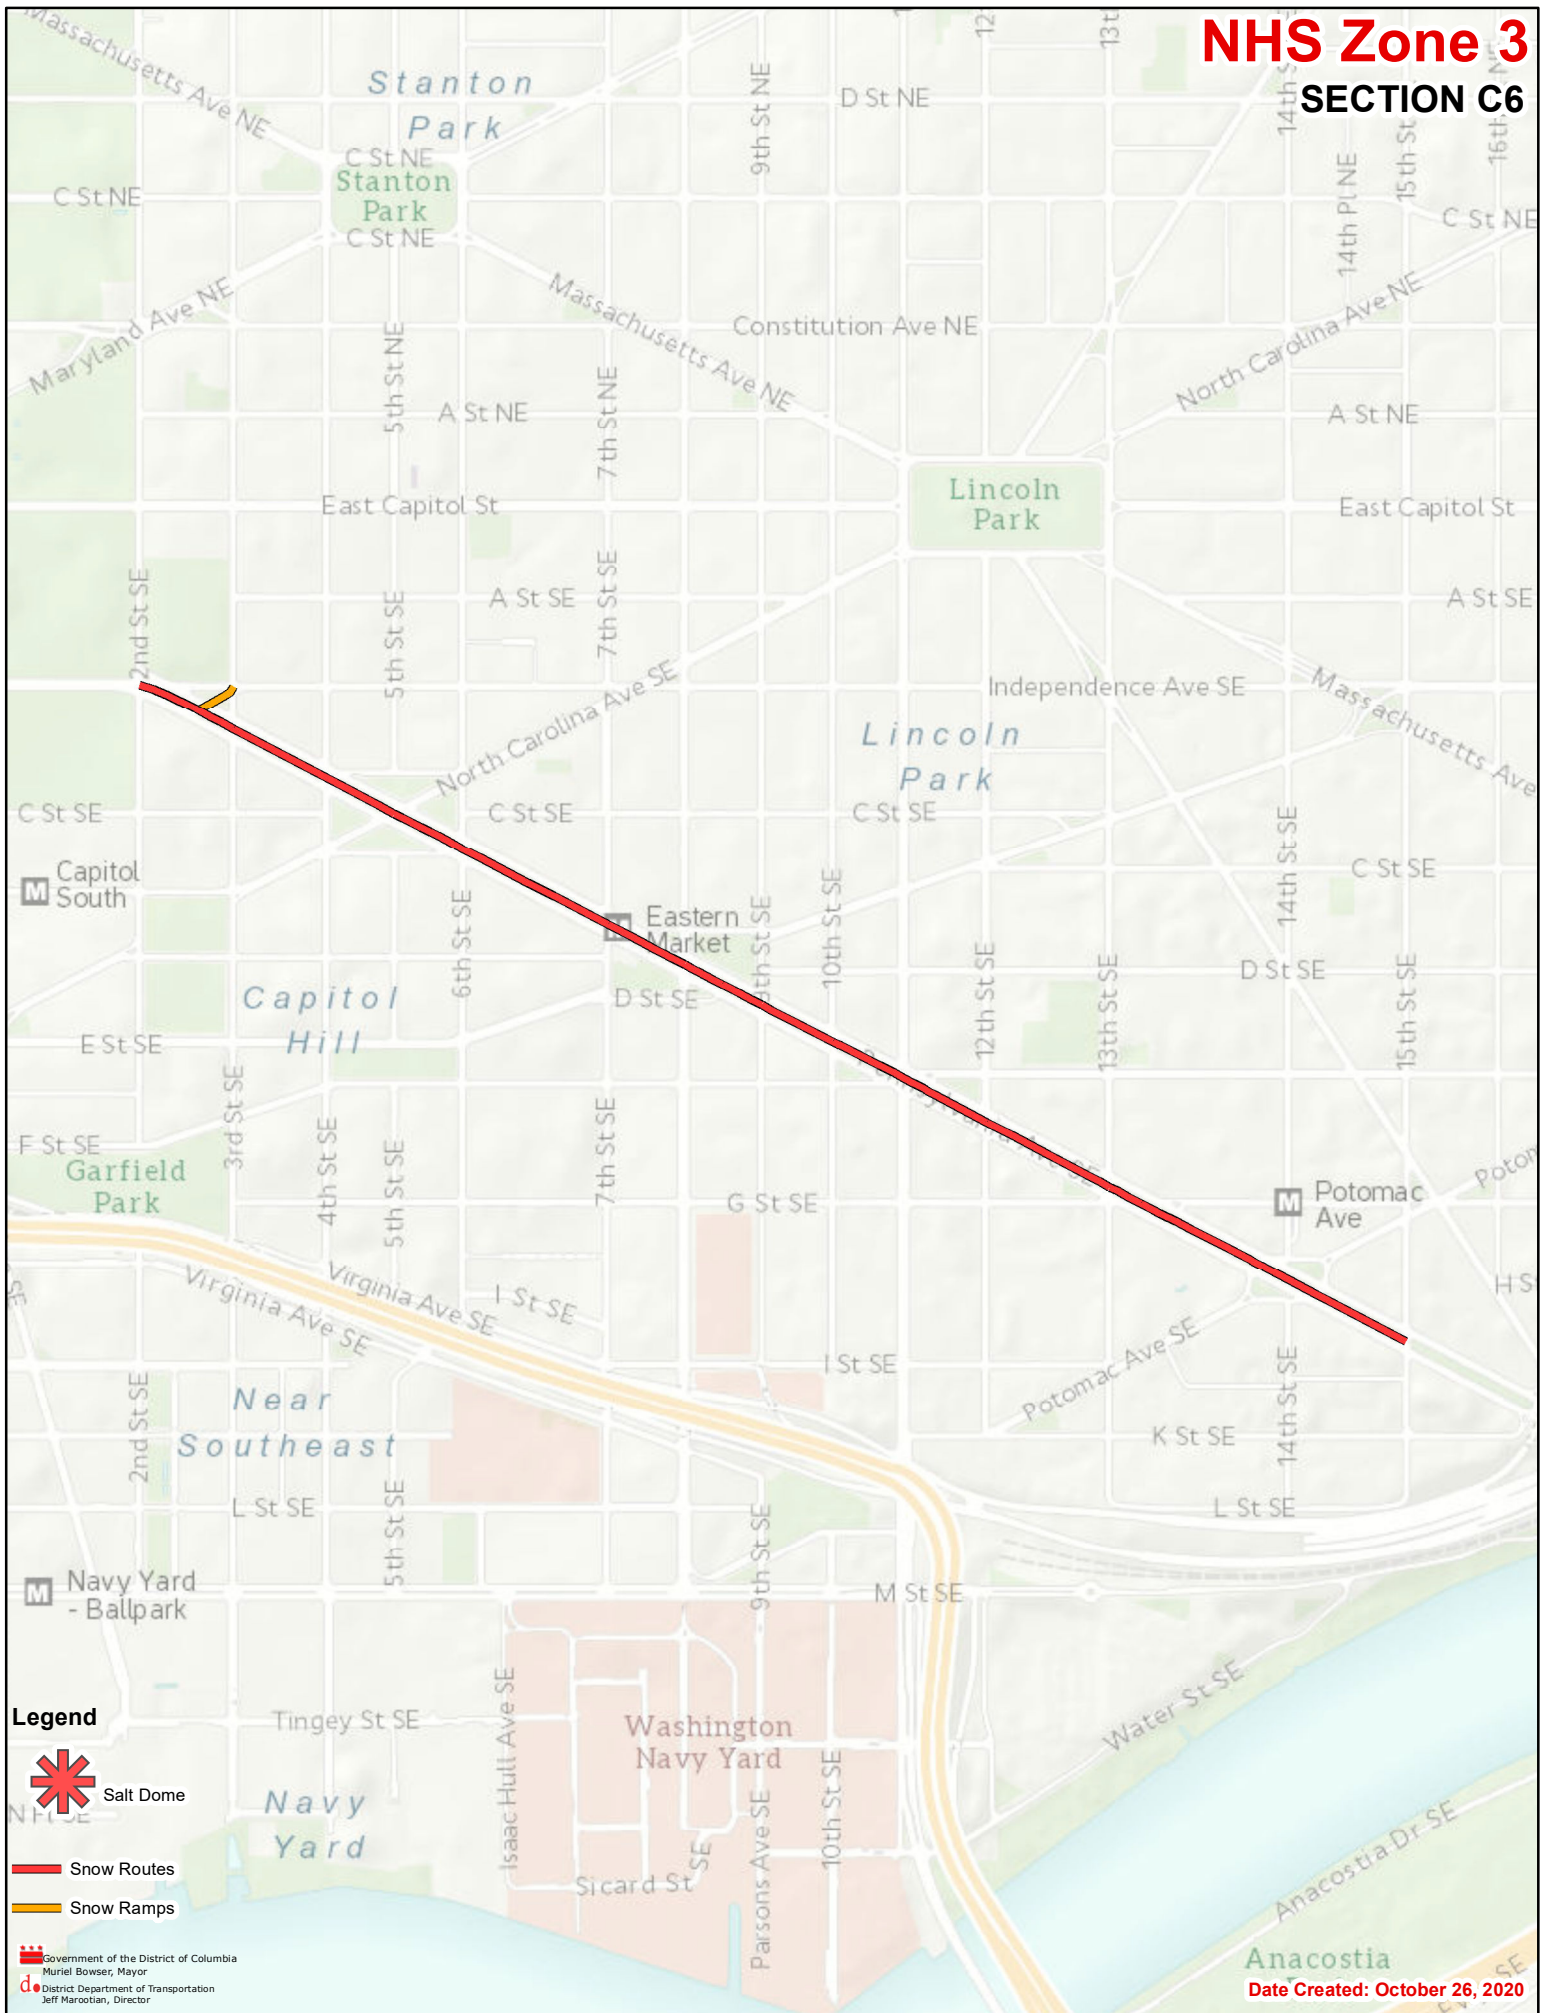 NHS Zone 3
SECTION C6
Massachusetts Ave NE
Stanton
Park
9th St NE
D St NE
14th Pl NE
C St NE
C St NE
Stanton
Park
C St NE
C St NE
Maryland Ave NE
5th St NE
Massachusetts Ave NE
Constitution Ave NE
North Carolina Ave NE
7th St NE
A St NE
A St NE
East Capitol St
Lincoln
Park
East Capitol St
2nd St SE
5th St SE
A St SE
7th St SE
A St SE
North Carolina Ave SE
Independence Ave SE
Massachusetts Ave
Lincoln
Park
C St SE
C St SE
C St SE
14th St SE
C St SE
Capitol
South
6th St SE
M
Eastern
Market
9th St SE
10th St SE
12th St SE
13th St SE
D St SE
15th St SE
Capitol
Hill
D St SE
E St SE
3rd St SE
Pennsylvania Ave SE
F St SE
Garfield
Park
4th St SE
5th St SE
7th St SE
G St SE
M
Potomac
Ave
Virginia Ave SE
Virginia Ave SE
I St SE
H S
I St SE
Potomac Ave SE
14th St SE
2nd St SE
Near
Southeast
K St SE
L St SE
5th St SE
9th St SE
L St SE
M
Navy Yard
- Ballpark
M St SE
Water St SE
Isaac Hull Ave SE
Tingey St SE
Washington
Navy Yard
Legend
Salt Dome
Navy
Yard
Parsons Ave SE
10th St SE
Snow Routes
Sicard St SE
Anacostia Dr SE
Snow Ramps
Government of the District of Columbia
Muriel Bowser, Mayor
d.
District Department of Transportation
Jeff Marootian, Director
Anacostia
Date Created: October 26, 2020